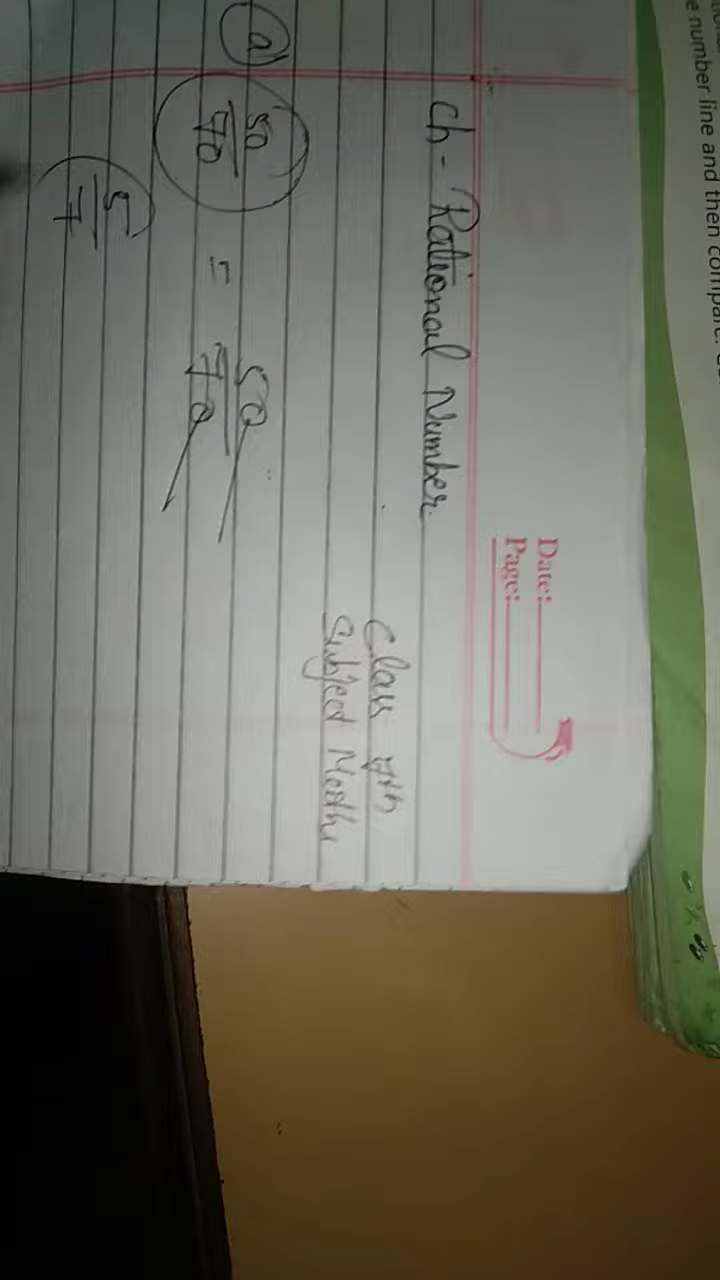 e number line and then compare.
Date:
Page:
Ch - Rational Number
Class 7th
Subject Maths
(a) 50/70 = 50/70
5/7